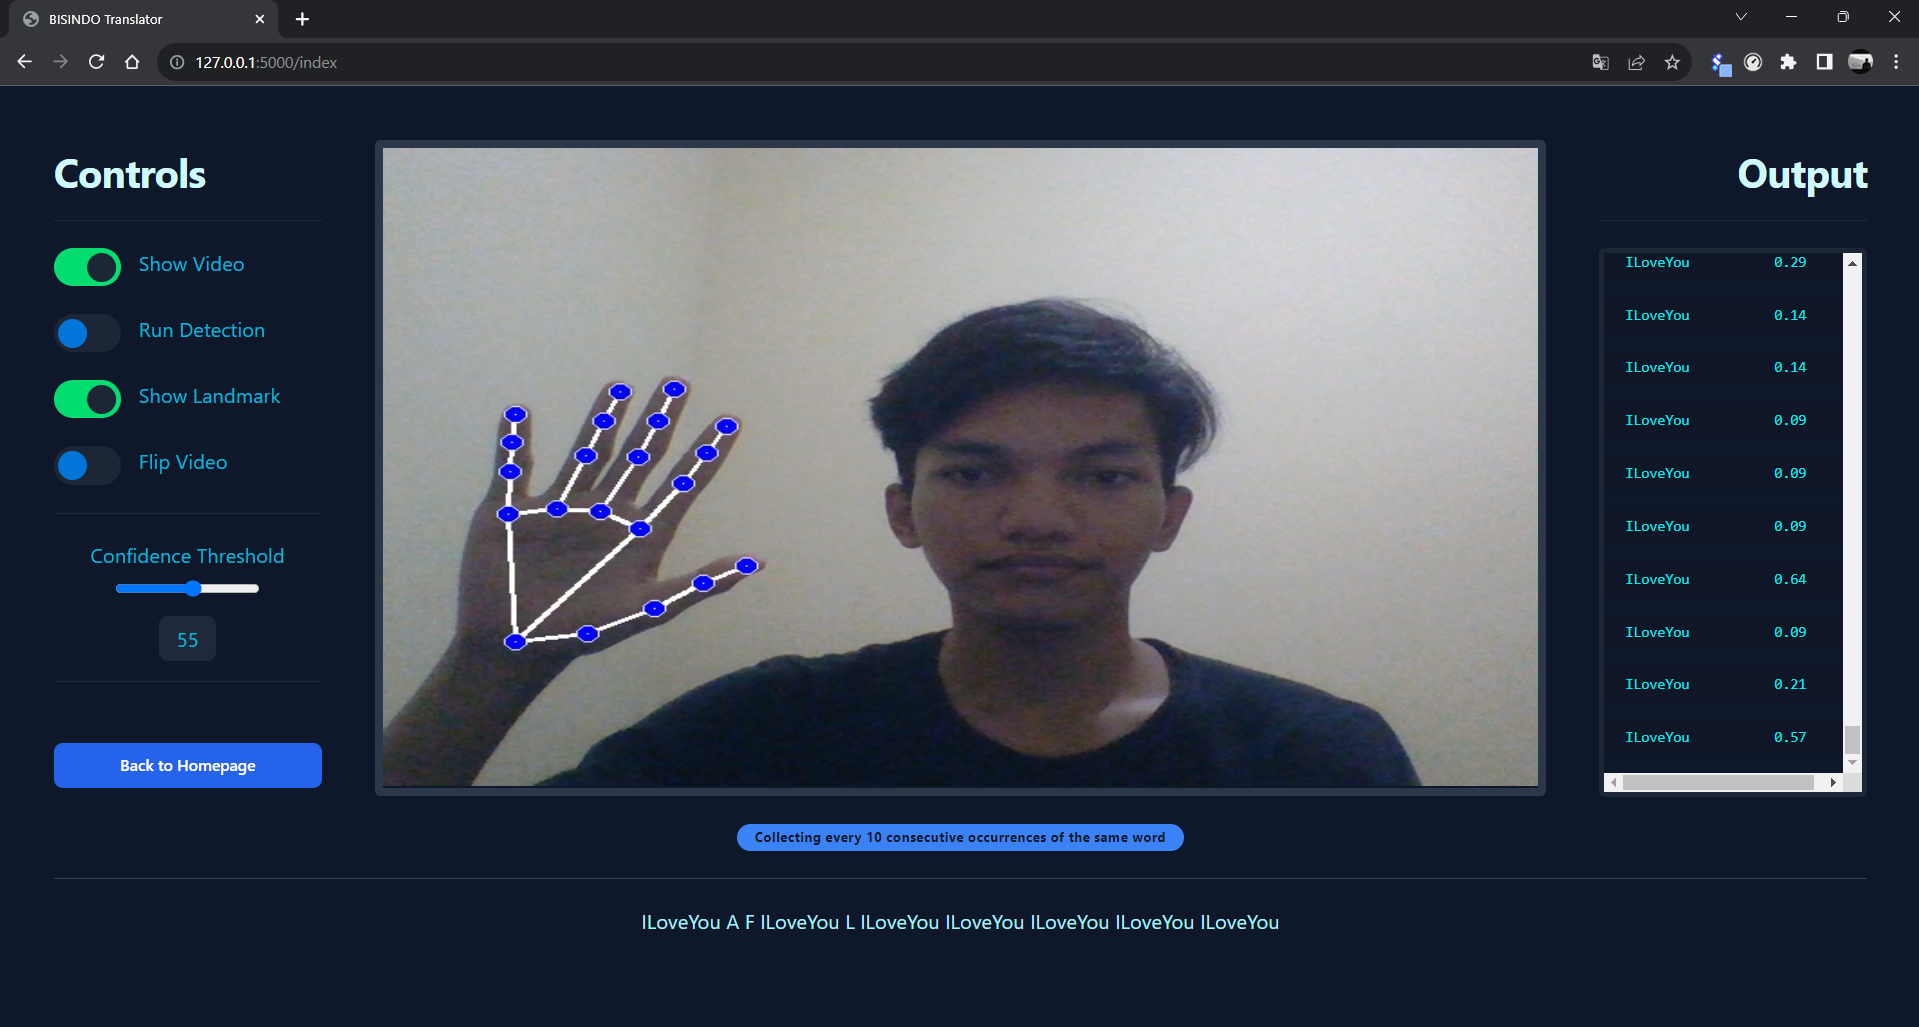 BISINDO Translator
127.0.0.1:5000/index
Controls
Show Video
Run Detection
Show Landmark
Flip Video
Confidence Threshold
55
Back to Homepage
Output
ILoveYou 0.29
ILoveYou 0.14
ILoveYou 0.14
ILoveYou 0.09
ILoveYou 0.09
ILoveYou 0.09
ILoveYou 0.64
ILoveYou 0.09
ILoveYou 0.21
ILoveYou 0.57
Collecting every 10 consecutive occurrences of the same word
ILoveYou A F ILoveYou L ILoveYou ILoveYou ILoveYou ILoveYou ILoveYou